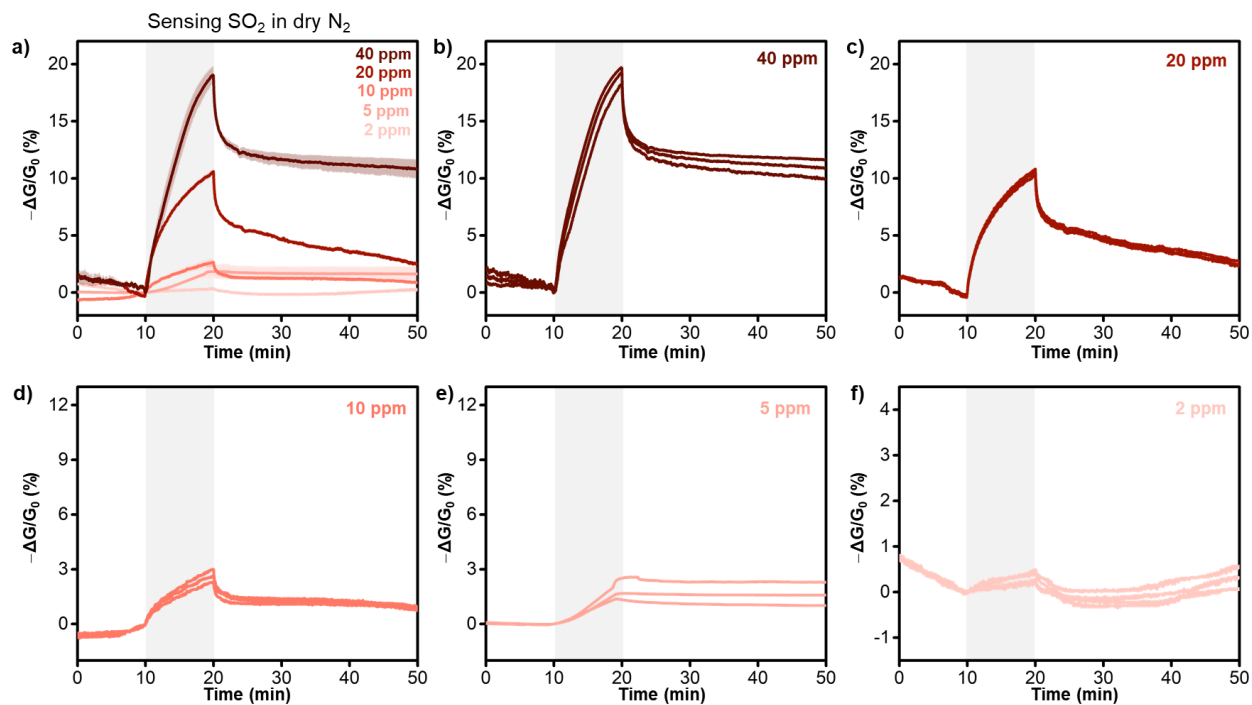 Sensing SO₂ in dry N₂
a)
40 ppm
20 ppm
10 ppm
5 ppm
2 ppm
−ΔG/G₀ (%)
20
15
10
5
0
0 10 20 30 40 50
Time (min)
b)
40 ppm
−ΔG/G₀ (%)
20
15
10
5
0
0 10 20 30 40 50
Time (min)
c)
20 ppm
−ΔG/G₀ (%)
20
15
10
5
0
0 10 20 30 40 50
Time (min)
d)
10 ppm
−ΔG/G₀ (%)
12
9
6
3
0
0 10 20 30 40 50
Time (min)
e)
5 ppm
−ΔG/G₀ (%)
12
9
6
3
0
0 10 20 30 40 50
Time (min)
f)
2 ppm
−ΔG/G₀ (%)
4
3
2
1
0
-1
0 10 20 30 40 50
Time (min)